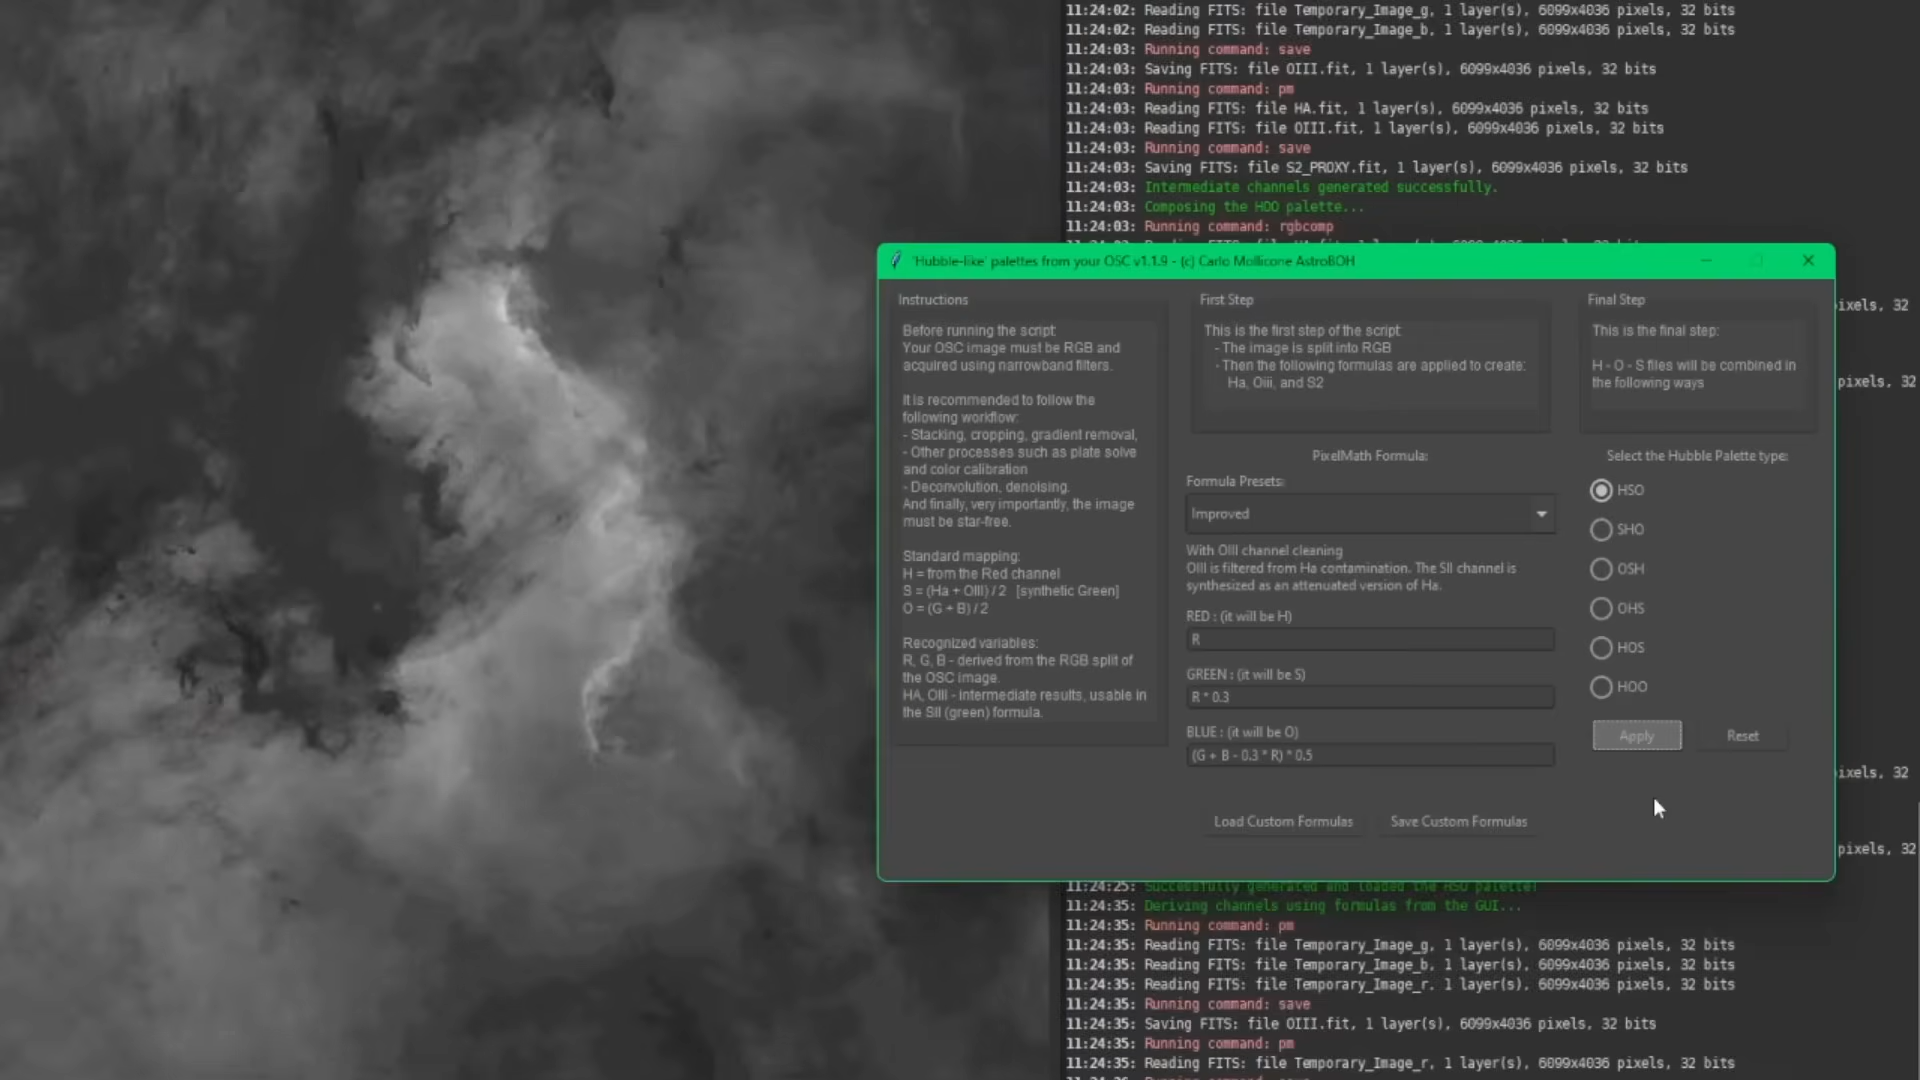 11:24:02: Reading FITS: file Temporary_Image_g, 1 layer(s), 6099x4036 pixels, 32 bits
11:24:02: Reading FITS: file Temporary_Image_b, 1 layer(s), 6099x4036 pixels, 32 bits
11:24:03: Running command: save
11:24:03: Saving FITS: file OIII.fit, 1 layer(s), 6099x4036 pixels, 32 bits
11:24:03: Running command: pm
11:24:03: Reading FITS: file HA.fit, 1 layer(s), 6099x4036 pixels, 32 bits
11:24:03: Reading FITS: file OIII.fit, 1 layer(s), 6099x4036 pixels, 32 bits
11:24:03: Running command: save
11:24:03: Saving FITS: file S2_PROXY.fit, 1 layer(s), 6099x4036 pixels, 32 bits
11:24:03: Intermediate channels generated successfully.
11:24:03: Composing the HOO palette...
11:24:03: Running command: rgbcomp
'Hubble-like' palettes from your OSC v1.1.9 - (c) Carlo Mollicone AstroBOH
Instructions
Before running the script:
Your OSC image must be RGB and
acquired using narrowband filters.
It is recommended to follow the
following workflow:
- Stacking, cropping, gradient removal,
- Other processes such as plate solve
and color calibration
- Deconvolution, denoising.
And finally, very importantly, the image
must be star-free.
Standard mapping:
H = from the Red channel
S = (Ha + OIII) / 2 [synthetic Green]
O = (G + B) / 2
Recognized variables:
R, G, B - derived from the RGB split of
the OSC image.
HA, OIII - intermediate results, usable in
the SII (green) formula.
First Step
This is the first step of the script:
- The image is split into RGB
- Then the following formulas are applied to create:
Ha, Oiii, and S2
PixelMath Formula:
Formula Presets:
Improved
With OIII channel cleaning
OIII is filtered from Ha contamination. The SII channel is
synthesized as an attenuated version of Ha.
RED : (it will be H)
R
GREEN : (it will be S)
R * 0.3
BLUE : (it will be O)
(G + B - 0.3 * R) * 0.5
Load Custom Formulas
Save Custom Formulas
Final Step
This is the final step:
H - O - S files will be combined in
the following ways
Select the Hubble Palette type:
HSO
SHO
OSH
OHS
HOS
HOO
Apply
Reset
ixels, 32
pixels, 32
ixels, 32
pixels, 32
11:24:25: Successfully generated and loaded the HSO palette!
11:24:35: Deriving channels using formulas from the GUI...
11:24:35: Running command: pm
11:24:35: Reading FITS: file Temporary_Image_g, 1 layer(s), 6099x4036 pixels, 32 bits
11:24:35: Reading FITS: file Temporary_Image_b, 1 layer(s), 6099x4036 pixels, 32 bits
11:24:35: Reading FITS: file Temporary_Image_r, 1 layer(s), 6099x4036 pixels, 32 bits
11:24:35: Running command: save
11:24:35: Saving FITS: file OIII.fit, 1 layer(s), 6099x4036 pixels, 32 bits
11:24:35: Running command: pm
11:24:35: Reading FITS: file Temporary_Image_r, 1 layer(s), 6099x4036 pixels, 32 bits